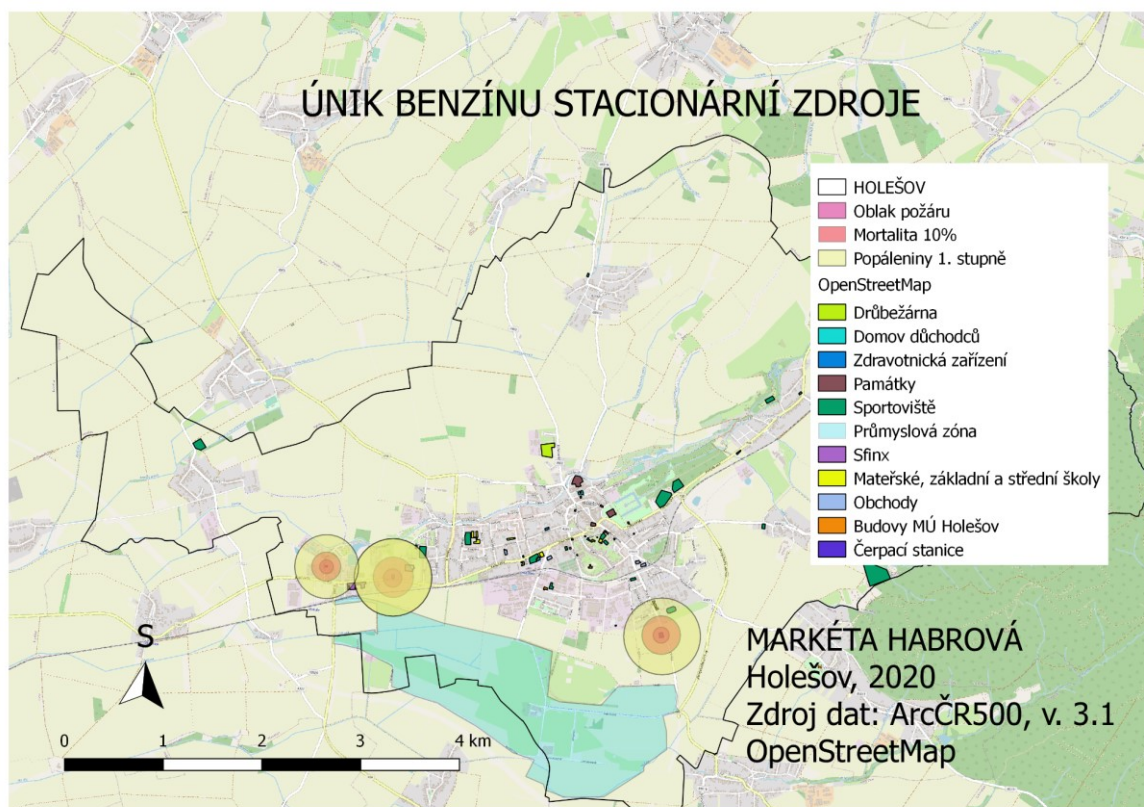 ÚNIK BENZÍNU STACIONÁRNÍ ZDROJE
HOLEŠOV
Oblak požáru
Mortalita 10%
Popáleniny 1. stupně
OpenStreetMap
Drůbežárna
Domov důchodců
Zdravotnická zařízení
Památky
Sportoviště
Průmyslová zóna
Sfinx
Mateřské, základní a střední školy
Obchody
Budovy MÚ Holešov
Čerpací stanice
S
0 1 2 3 4 km
MARKÉTA HABROVÁ
Holešov, 2020
Zdroj dat: ArcČR500, v. 3.1
OpenStreetMap